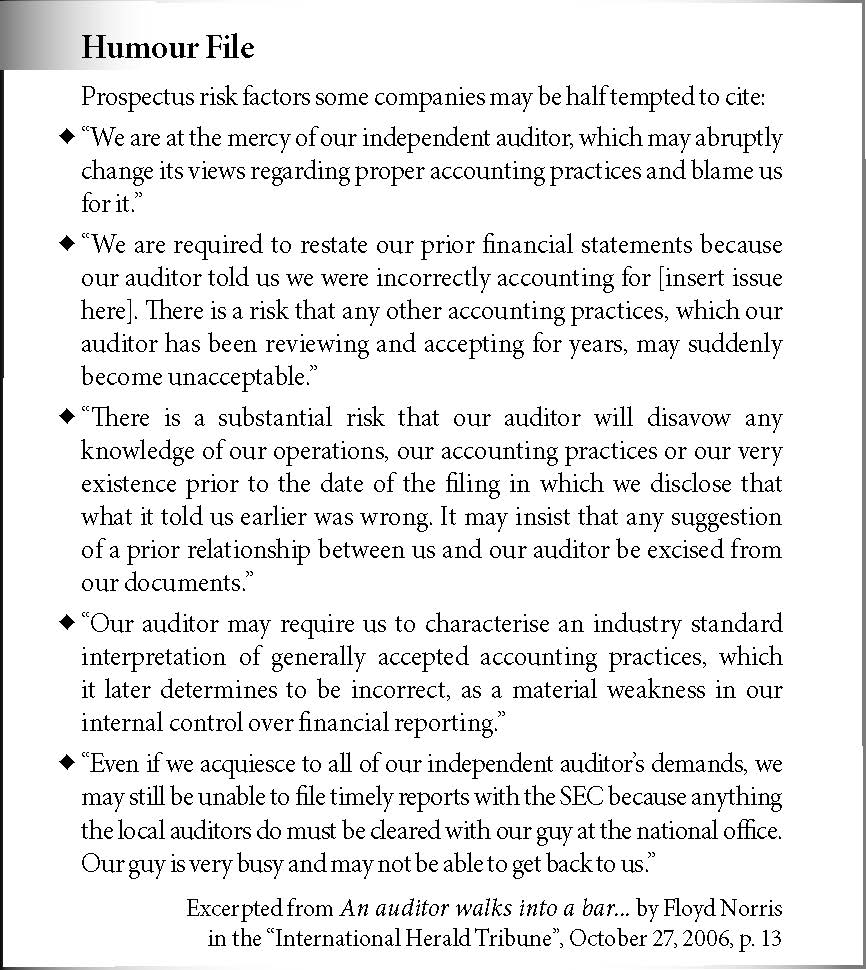 Humour File
Prospectus risk factors some companies may be half tempted to cite:
◆ “We are at the mercy of our independent auditor, which may abruptly
change its views regarding proper accounting practices and blame us
for it.”
◆ “We are required to restate our prior financial statements because
our auditor told us we were incorrectly accounting for [insert issue
here]. There is a risk that any other accounting practices, which our
auditor has been reviewing and accepting for years, may suddenly
become unacceptable.”
◆ “There is a substantial risk that our auditor will disavow any
knowledge of our operations, our accounting practices or our very
existence prior to the date of the filing in which we disclose that
what it told us earlier was wrong. It may insist that any suggestion
of a prior relationship between us and our auditor be excised from
our documents.”
◆ “Our auditor may require us to characterise an industry standard
interpretation of generally accepted accounting practices, which
it later determines to be incorrect, as a material weakness in our
internal control over financial reporting.”
◆ “Even if we acquiesce to all of our independent auditor’s demands, we
may still be unable to file timely reports with the SEC because anything
the local auditors do must be cleared with our guy at the national office.
Our guy is very busy and may not be able to get back to us.”
Excerpted from An auditor walks into a bar... by Floyd Norris
in the “International Herald Tribune”, October 27, 2006, p. 13